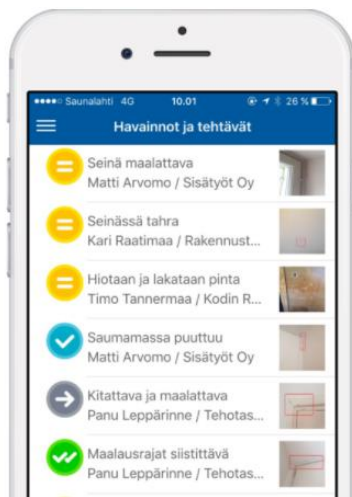 Saunalahti 4G 10.01 26 %
Havainnot ja tehtävät
Seinä maalattava
Matti Arvomo / Sisätyöt Oy
Seinässä tahra
Kari Raatimaa / Rakennust...
Hiotaan ja lakataan pinta
Timo Tannermaa / Kodin R...
Saumamassa puuttuu
Matti Arvomo / Sisätyöt Oy
Kitattava ja maalattava
Panu Leppärinne / Tehotas...
Maalausrajat siistittävä
Panu Leppärinne / Tehotas...